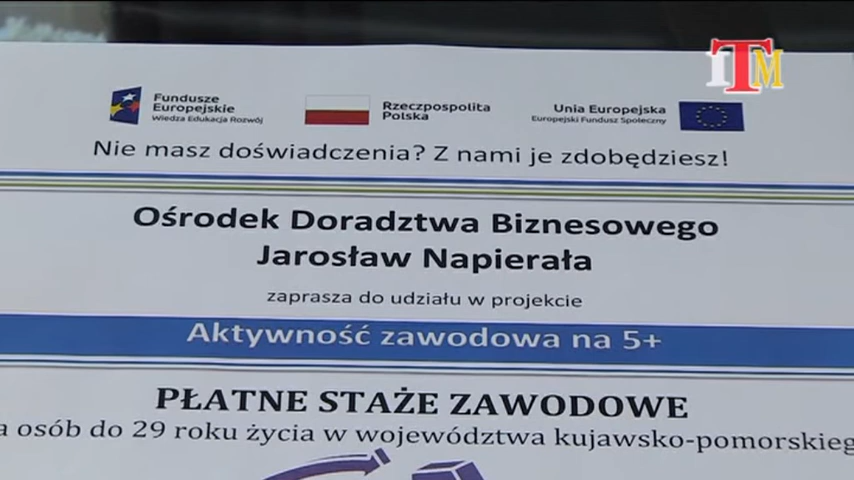 ITM
Fundusze
Europejskie
Wiedza Edukacja Rozwój
Rzeczpospolita
Polska
Unia Europejska
Europejski Fundusz Społeczny
Nie masz doświadczenia? Z nami je zdobędziesz!
Ośrodek Doradztwa Biznesowego
Jarosław Napierała
zaprasza do udziału w projekcie
Aktywność zawodowa na 5+
PŁATNE STAŻE ZAWODOWE
osób do 29 roku życia w województwa kujawsko-pomorskieg